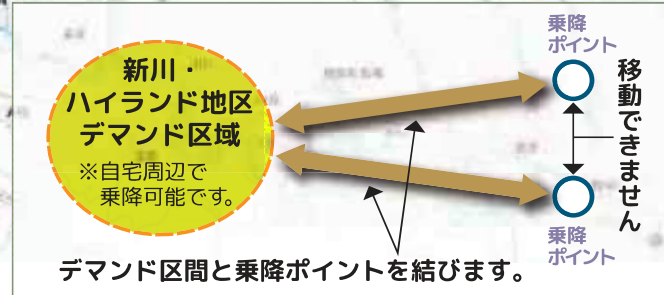 新川・
ハイランド地区
デマンド区域
※自宅周辺で
乗降可能です。
乗降
ポイント
移動できません
乗降
ポイント
デマンド区間と乗降ポイントを結びます。